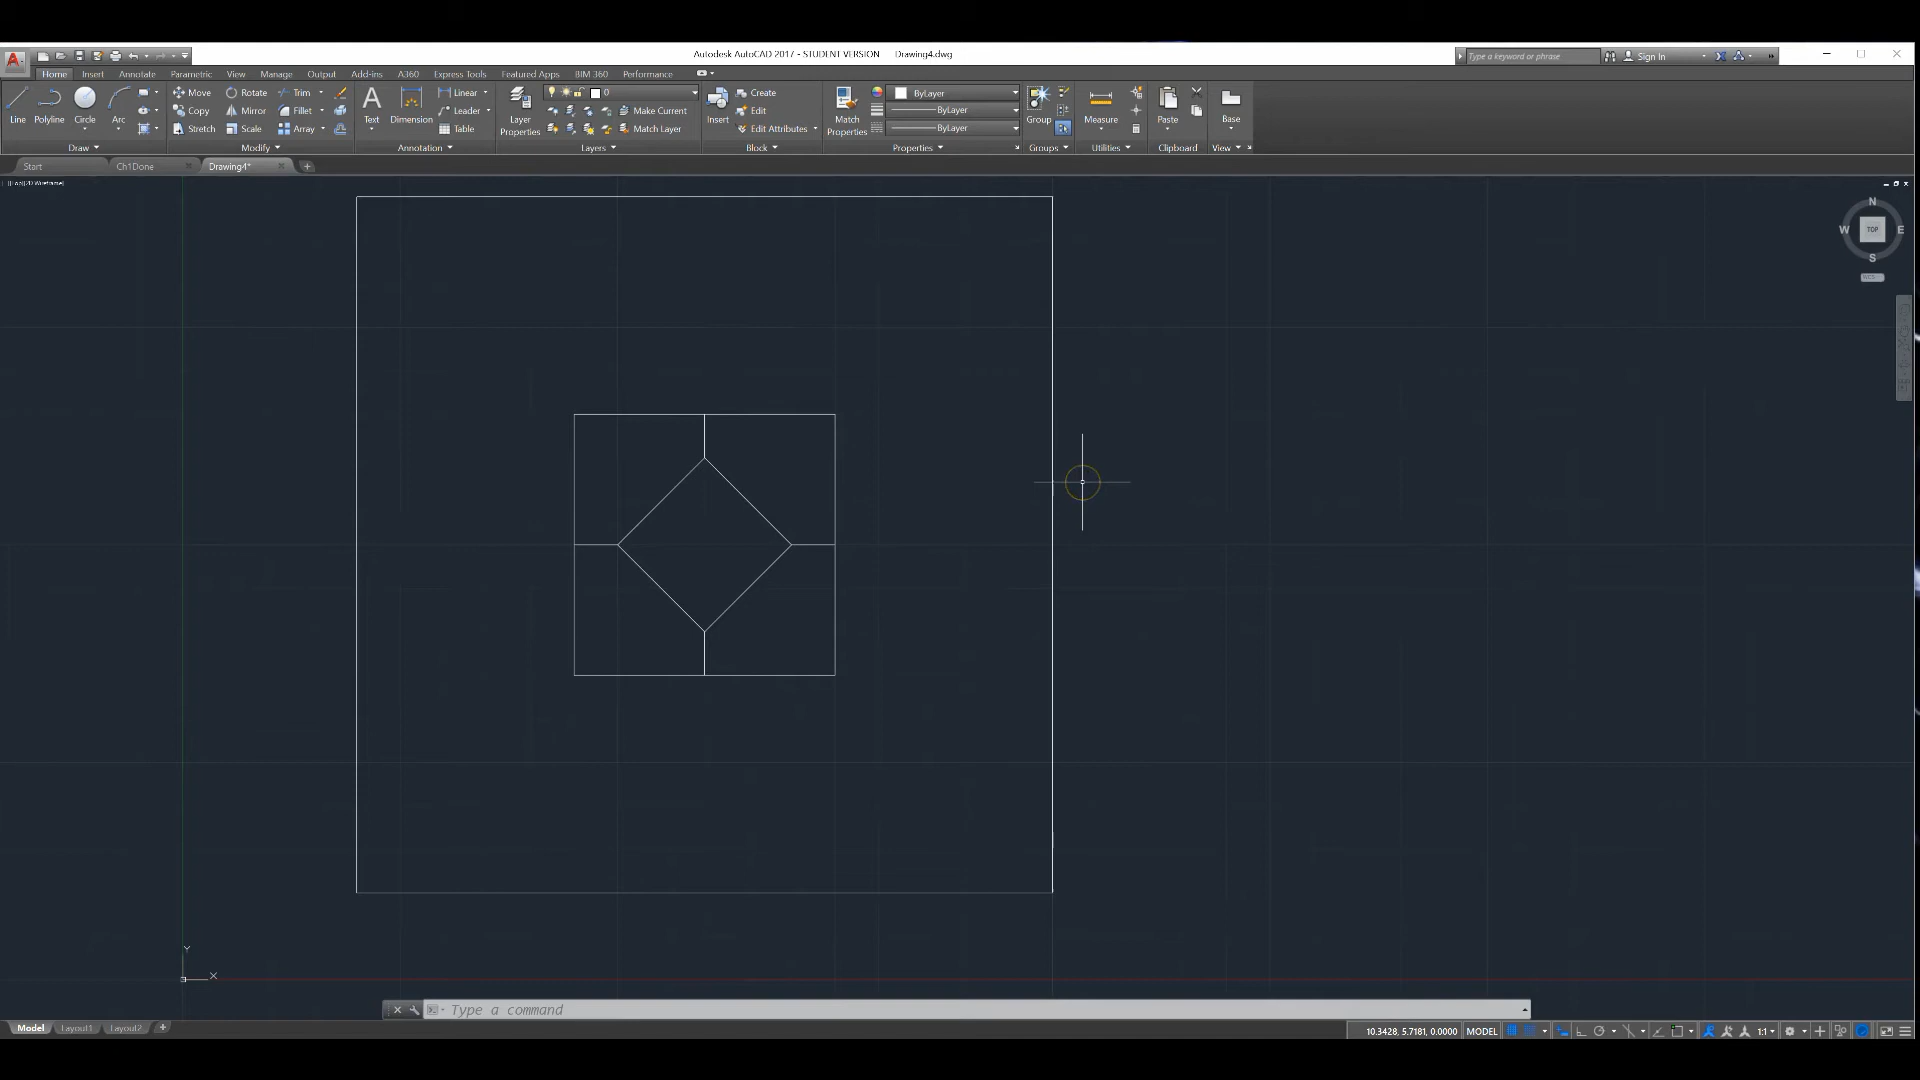 Autodesk AutoCAD 2017 - STUDENT VERSION Drawing4.dwg
Type a keyword or phrase
Sign In
Home Insert Annotate Parametric View Manage Output Add-ins A360 Express Tools Featured Apps BIM 360 Performance
Line Polyline Circle Arc
Move Rotate Trim
Copy Mirror Fillet
Stretch Scale Array
Text Dimension
Linear
Leader
Table
Layer Properties
0
Make Current
Match Layer
Insert
Create
Edit
Edit Attributes
Match Properties
ByLayer
ByLayer
ByLayer
Group
Measure
Paste
Base
Draw Modify Annotation Layers Block Properties Groups Utilities Clipboard View
Start Ch1Done Drawing4*
[-][Top][2D Wireframe]
N
W TOP E
S
WCS
Y
X
Type a command
Model Layout1 Layout2
10.3428, 5.7181, 0.0000 MODEL 1:1